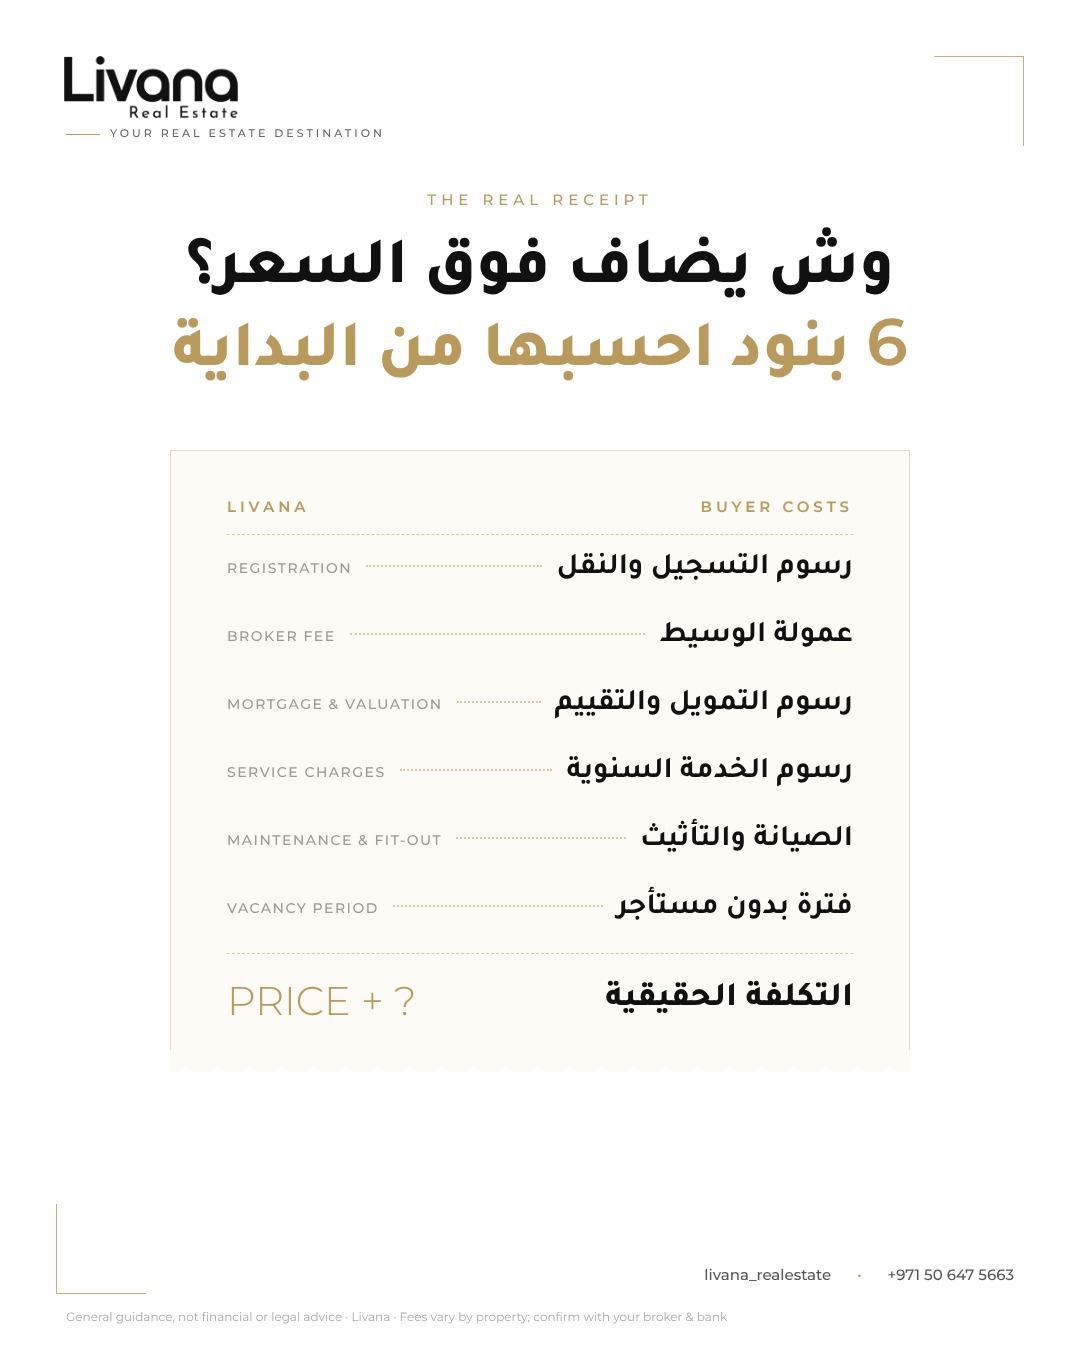 Livana
Real Estate
YOUR REAL ESTATE DESTINATION
THE REAL RECEIPT
وش يضاف فوق السعر؟
6 بنود احسبها من البداية
LIVANA BUYER COSTS
REGISTRATION رسوم التسجيل والنقل
BROKER FEE عمولة الوسيط
MORTGAGE & VALUATION رسوم التمويل والتقييم
SERVICE CHARGES رسوم الخدمة السنوية
MAINTENANCE & FIT-OUT الصيانة والتأثيث
VACANCY PERIOD فترة بدون مستأجر
PRICE + ? التكلفة الحقيقية
livana_realestate · +971 50 647 5663
General guidance, not financial or legal advice · Livana · Fees vary by property; confirm with your broker & bank